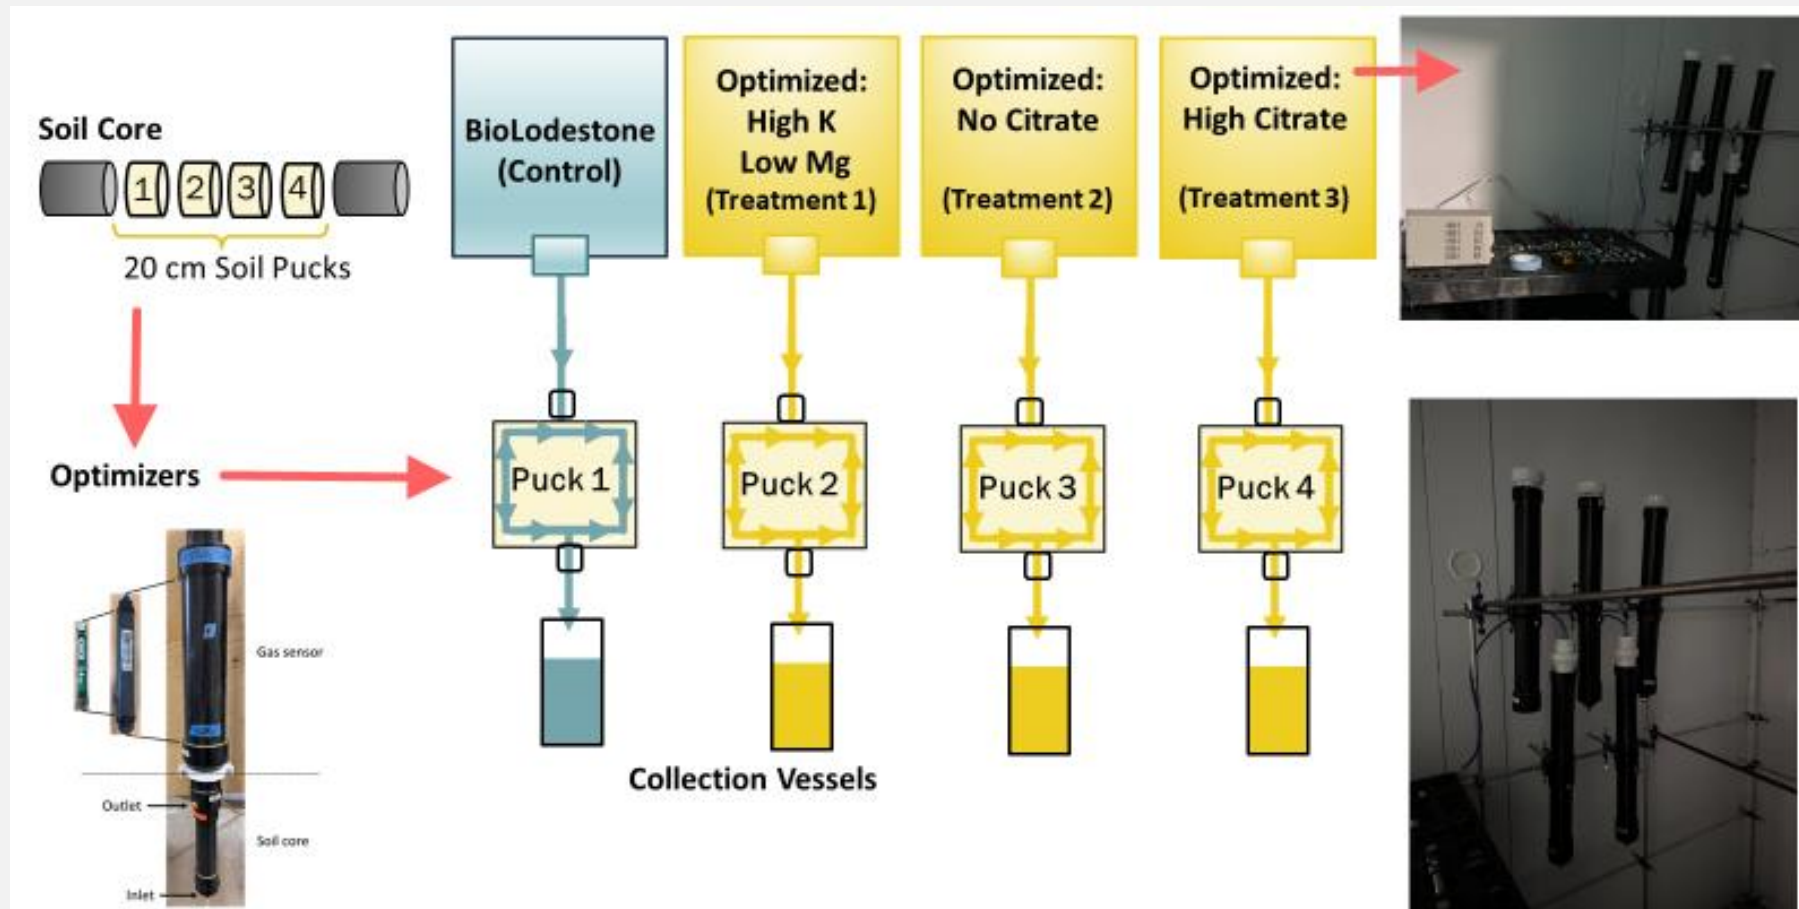 Soil Core
1 2 3 4
20 cm Soil Pucks
Optimizers
Gas sensor
Outlet
Soil core
Inlet
BioLodestone
(Control)
Optimized:
High K
Low Mg
(Treatment 1)
Optimized:
No Citrate
(Treatment 2)
Optimized:
High Citrate
(Treatment 3)
Puck 1
Puck 2
Puck 3
Puck 4
Collection Vessels